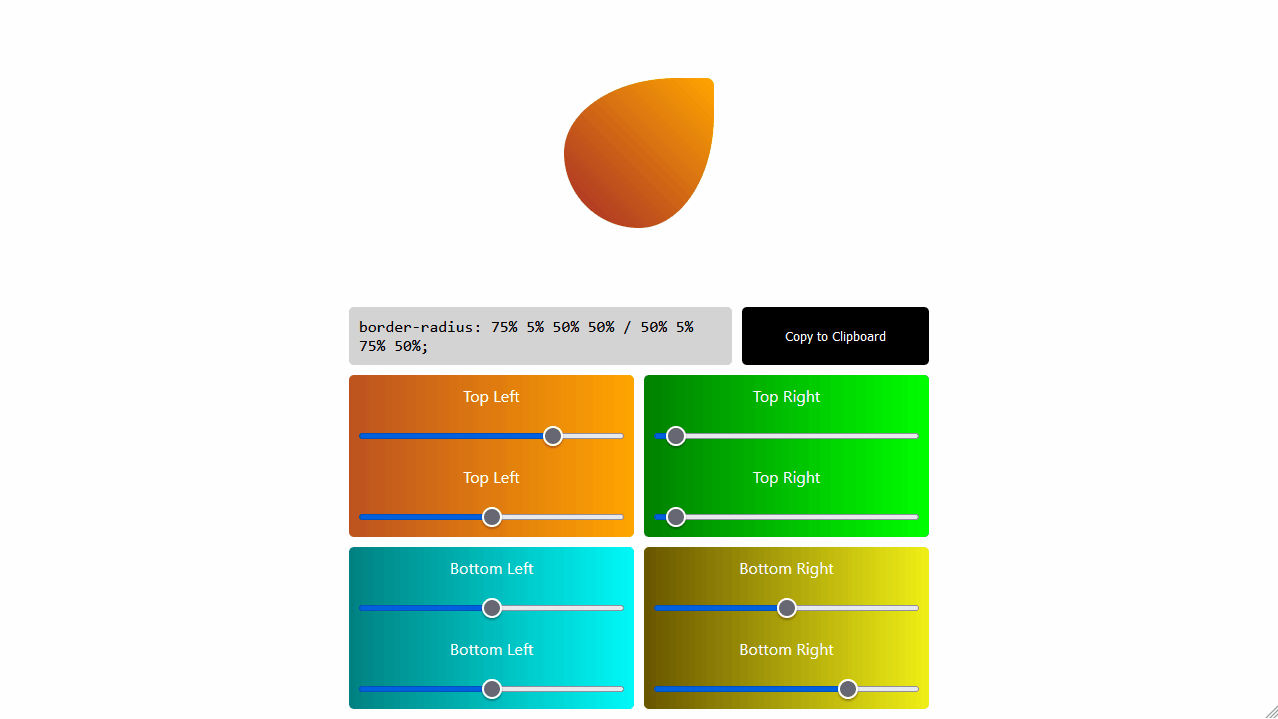 border-radius: 75% 5% 50% 50% / 50% 5%
75% 50%;
Copy to Clipboard
Top Left
Top Right
Top Left
Top Right
Bottom Left
Bottom Right
Bottom Left
Bottom Right